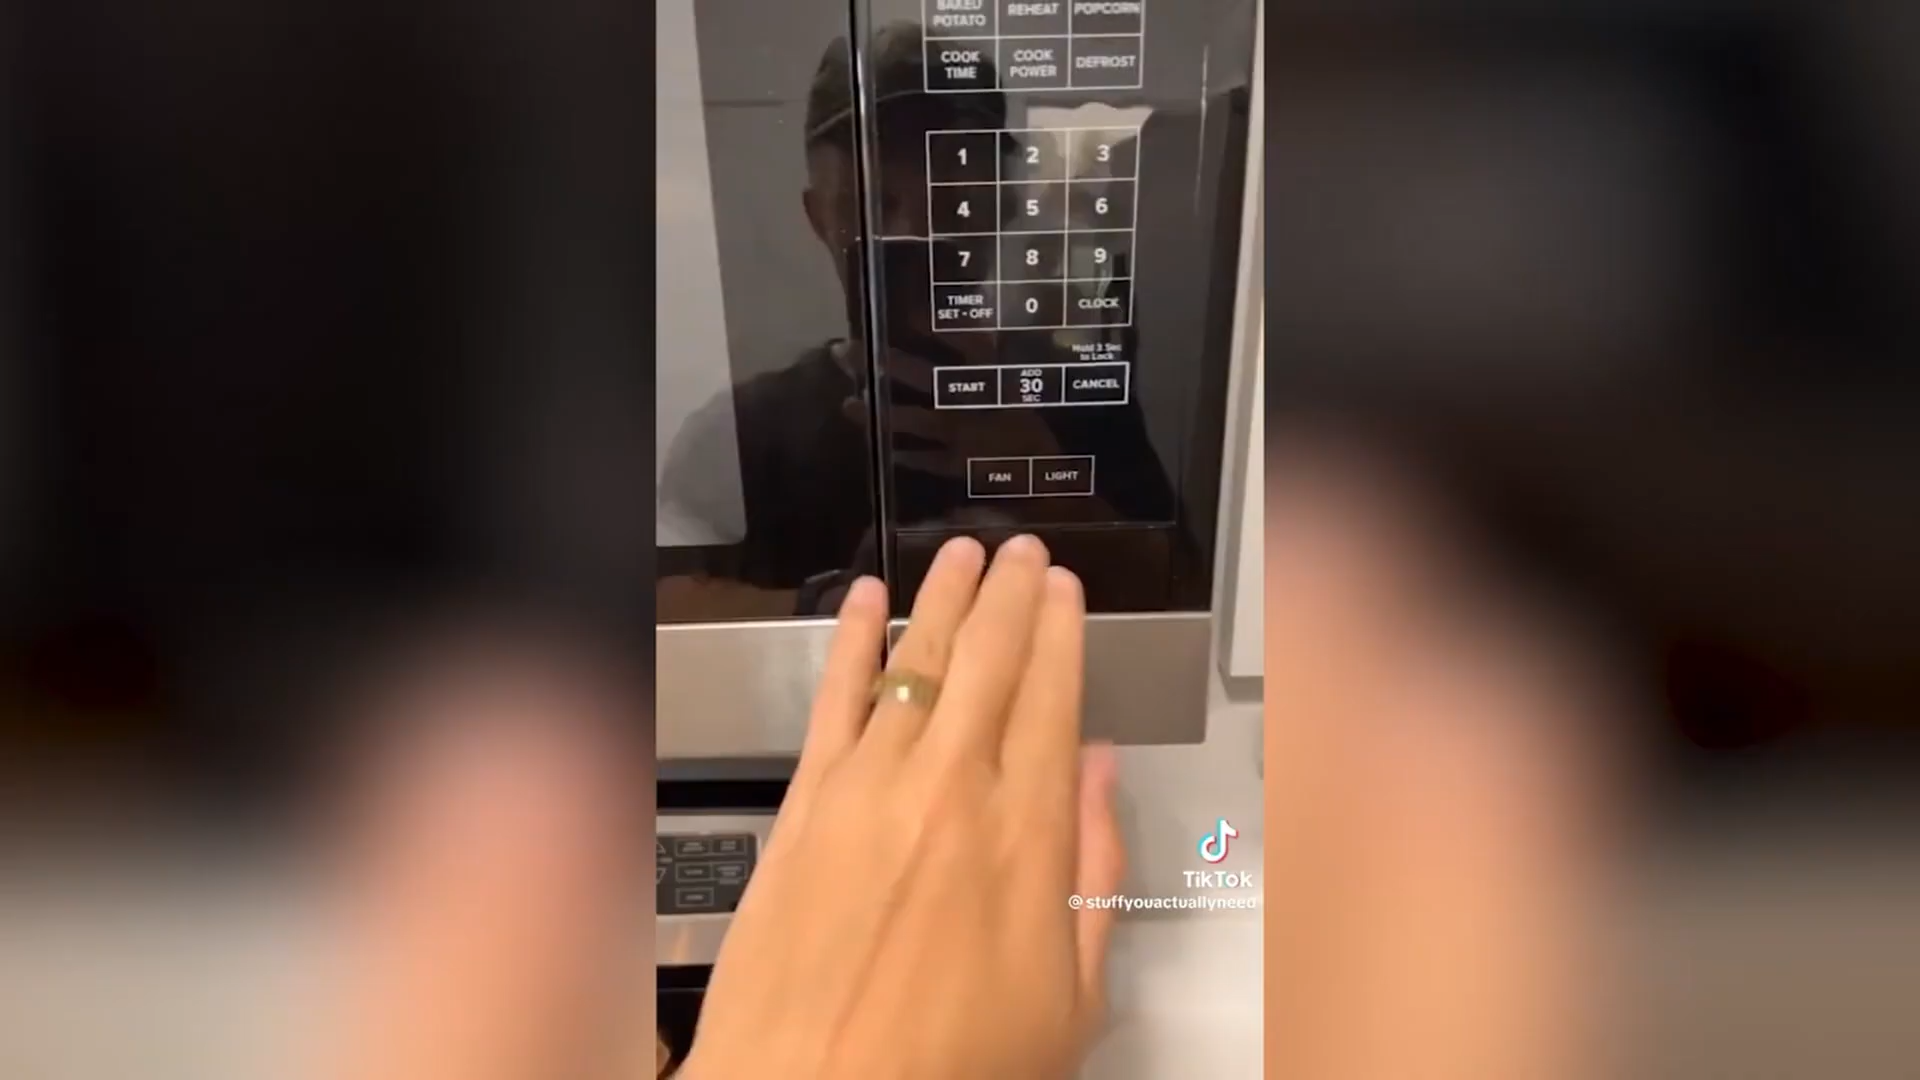 BAKED
POTATO
REHEAT
POPCORN
COOK
TIME
COOK
POWER
DEFROST
1
2
3
4
5
6
7
8
9
TIMER
SET - OFF
0
CLOCK
Hold 3 Sec
to Lock
START
ADD
30
SEC
CANCEL
FAN
LIGHT
TikTok
@stuffyouactuallyneed